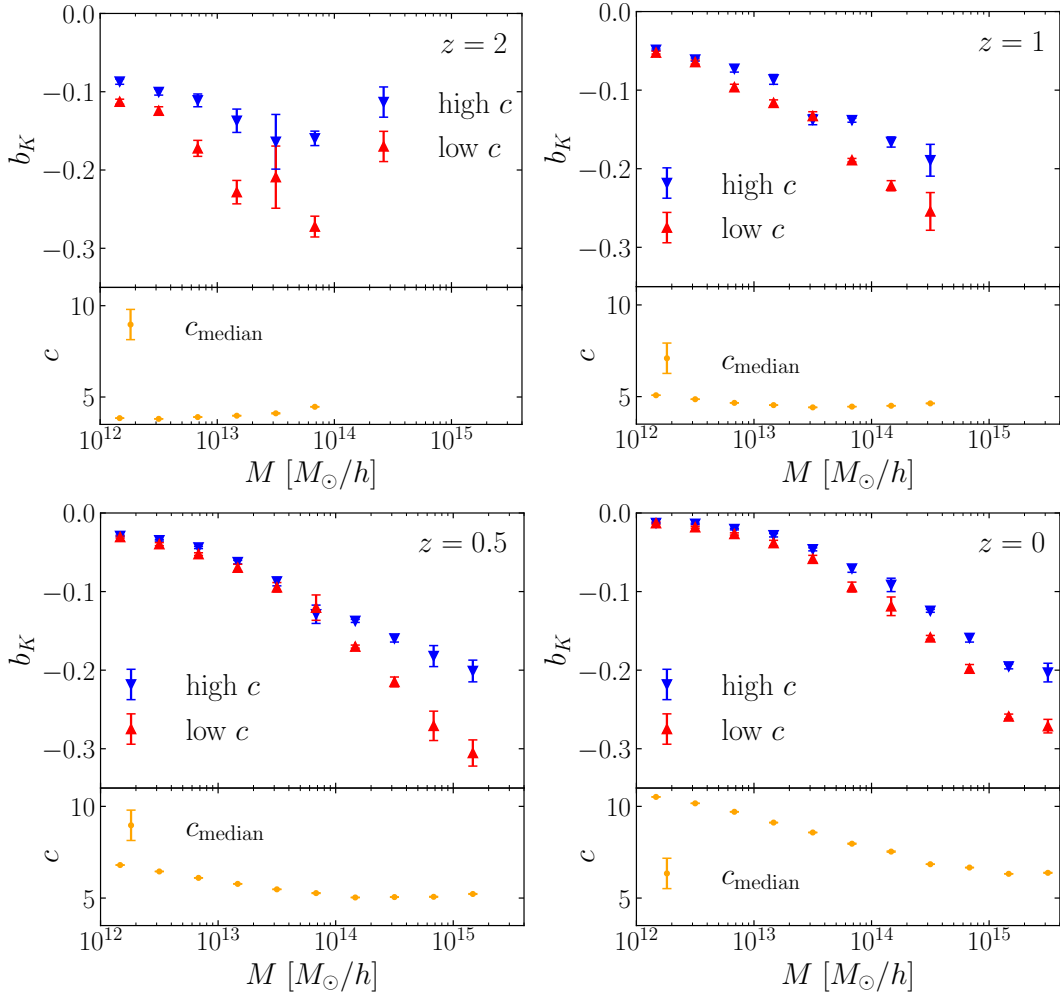 0.0
z = 2
−0.1
high c
low c
b_K
−0.2
−0.3
10
c_median
c
5
10^12 10^13 10^14 10^15
M [M_⊙/h]
0.0
z = 1
−0.1
b_K
−0.2
high c
low c
−0.3
10
c_median
c
5
10^12 10^13 10^14 10^15
M [M_⊙/h]
0.0
z = 0.5
−0.1
b_K
−0.2
high c
low c
−0.3
10
c_median
c
5
10^12 10^13 10^14 10^15
M [M_⊙/h]
0.0
z = 0
−0.1
b_K
−0.2
high c
low c
−0.3
10
c
c_median
5
10^12 10^13 10^14 10^15
M [M_⊙/h]